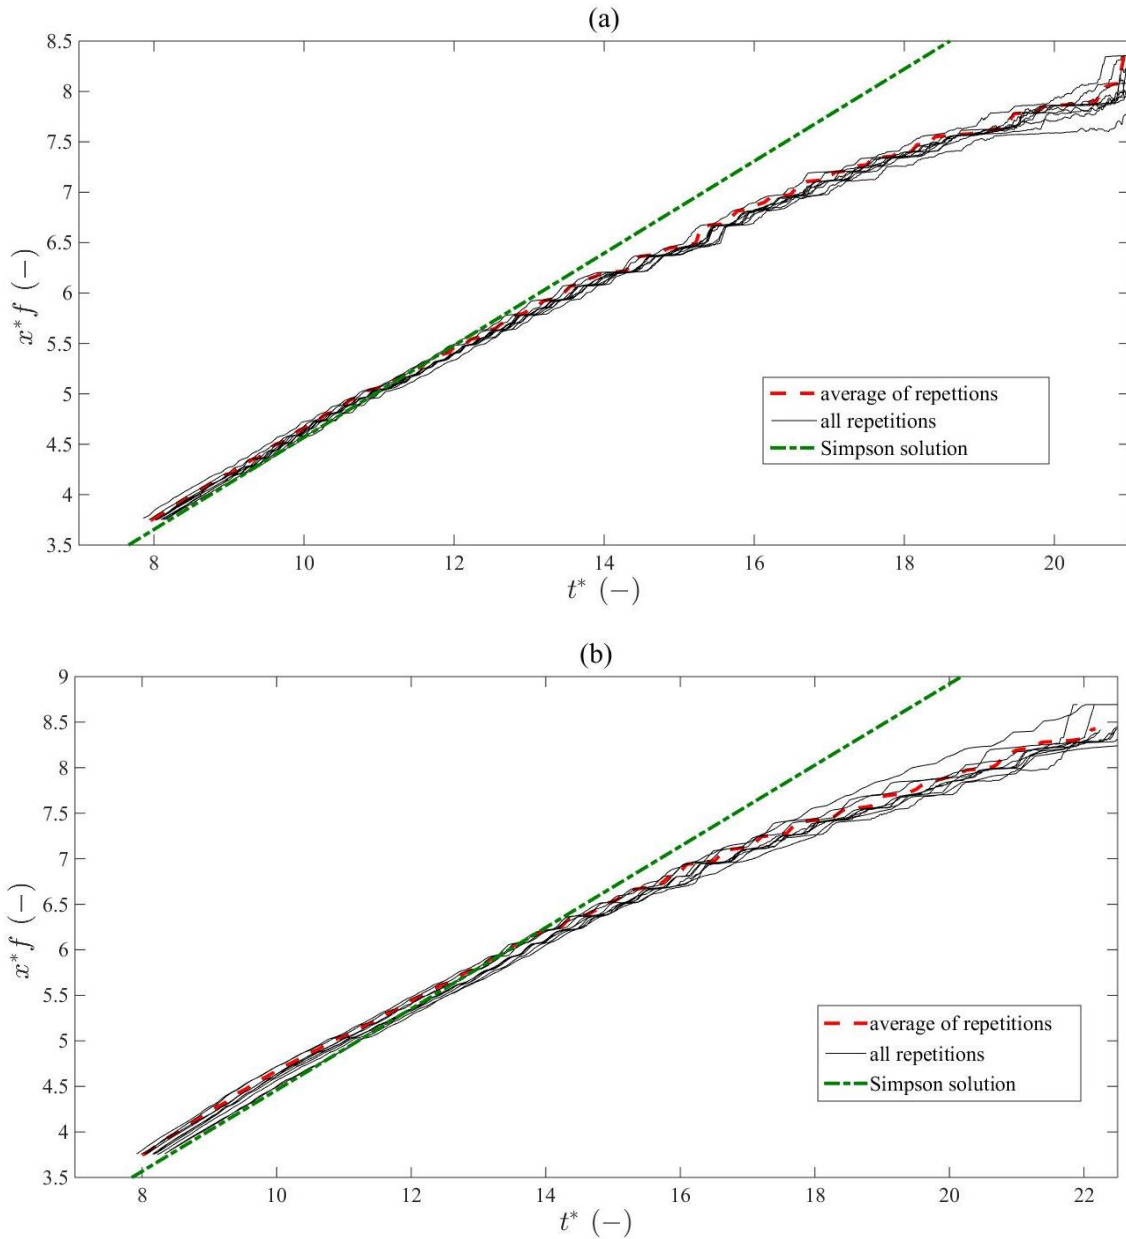 (a)
8.5
8
7.5
7
6.5
6
5.5
5
4.5
4
3.5
x*f (−)
average of repettions
all repetitions
Simpson solution
8 10 12 14 16 18 20
t* (−)
(b)
9
8.5
8
7.5
7
6.5
6
5.5
5
4.5
4
3.5
x*f (−)
average of repetitions
all repetitions
Simpson solution
8 10 12 14 16 18 20 22
t* (−)